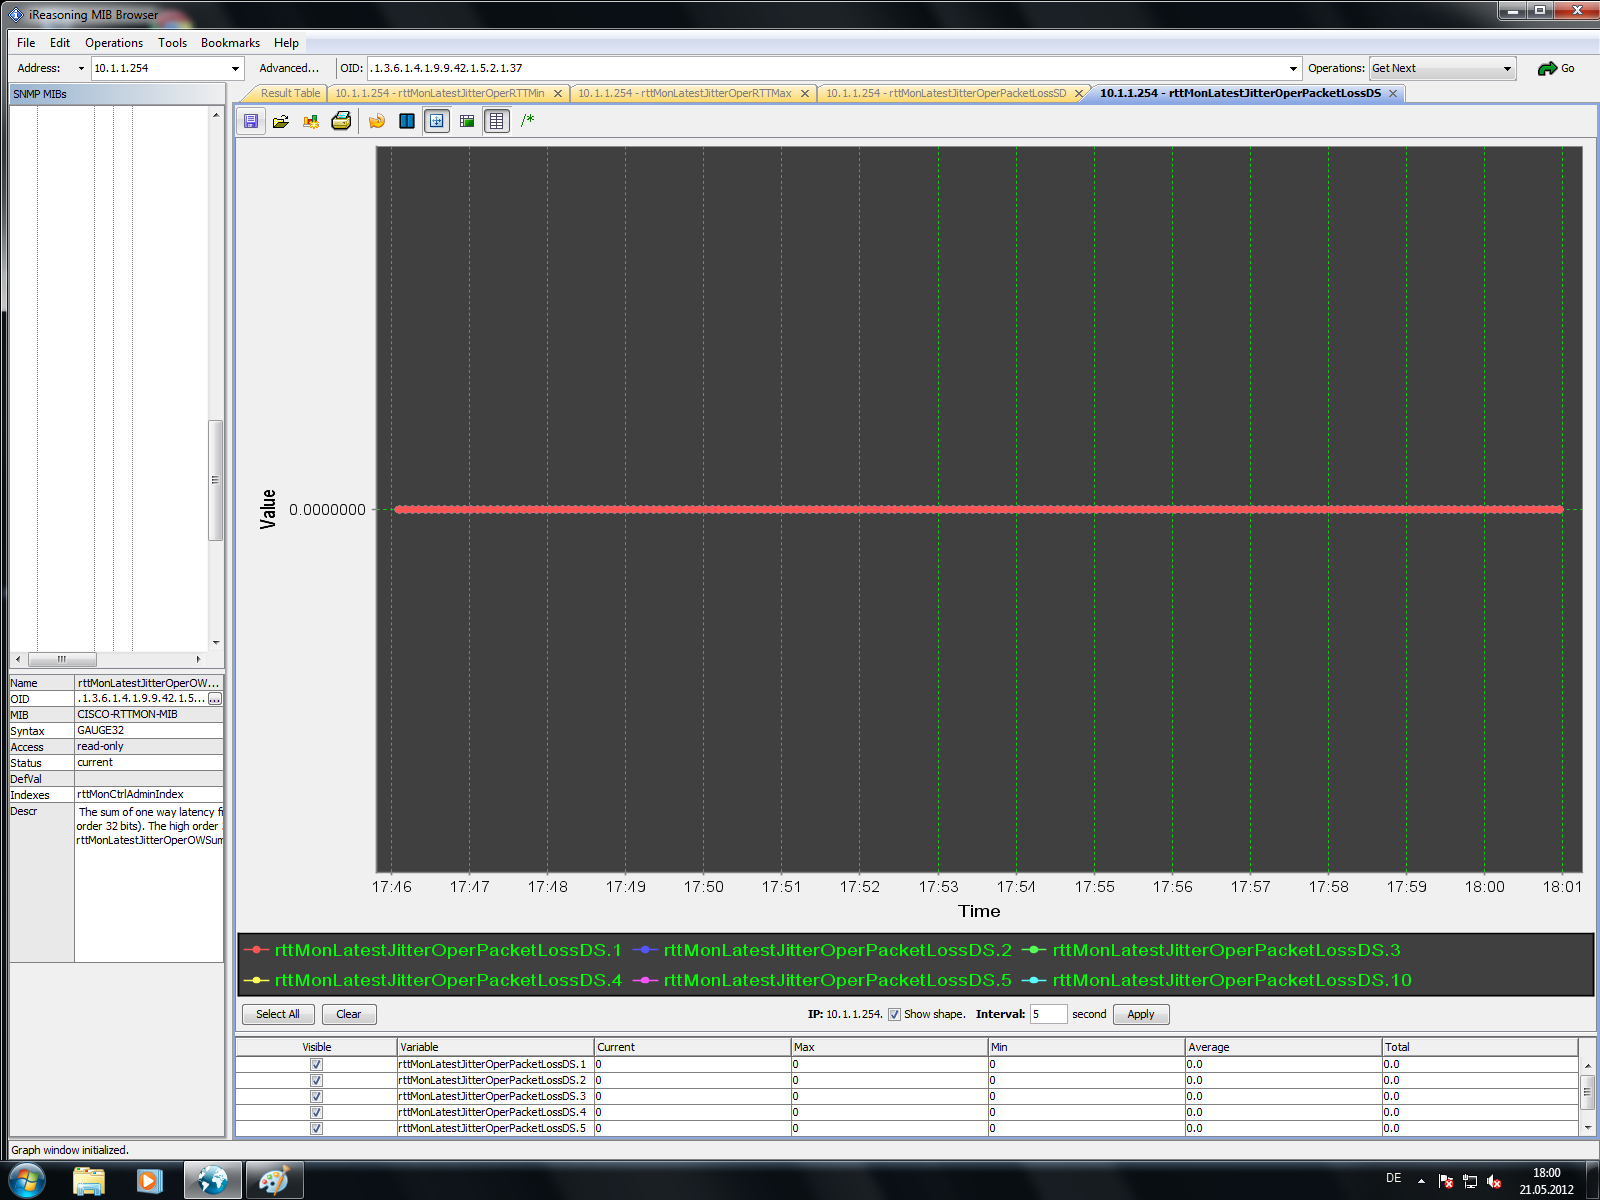 iReasoning MIB Browser
File Edit Operations Tools Bookmarks Help
Address: 10.1.1.254 Advanced... OID: .1.3.6.1.4.1.9.9.42.1.5.2.1.37 Operations: Get Next Go
SNMP MIBs
Result Table 10.1.1.254 - rttMonLatestJitterOperRTTMin 10.1.1.254 - rttMonLatestJitterOperRTTMax 10.1.1.254 - rttMonLatestJitterOperPacketLossSD 10.1.1.254 - rttMonLatestJitterOperPacketLossDS
/*
Value
0.0000000
17:46 17:47 17:48 17:49 17:50 17:51 17:52 17:53 17:54 17:55 17:56 17:57 17:58 17:59 18:00 18:01
Time
rttMonLatestJitterOperPacketLossDS.1 rttMonLatestJitterOperPacketLossDS.2 rttMonLatestJitterOperPacketLossDS.3
rttMonLatestJitterOperPacketLossDS.4 rttMonLatestJitterOperPacketLossDS.5 rttMonLatestJitterOperPacketLossDS.10
Name rttMonLatestJitterOperOW...
OID .1.3.6.1.4.1.9.9.42.1.5... ...
MIB CISCO-RTTMON-MIB
Syntax GAUGE32
Access read-only
Status current
DefVal
Indexes rttMonCtrlAdminIndex
Descr The sum of one way latency
order 32 bits). The high order
rttMonLatestJitterOperOWSum
Select All Clear IP: 10.1.1.254. Show shape. Interval: 5 second Apply
Visible Variable Current Max Min Average Total
rttMonLatestJitterOperPacketLossDS.1 0 0 0 0.0 0.0
rttMonLatestJitterOperPacketLossDS.2 0 0 0 0.0 0.0
rttMonLatestJitterOperPacketLossDS.3 0 0 0 0.0 0.0
rttMonLatestJitterOperPacketLossDS.4 0 0 0 0.0 0.0
rttMonLatestJitterOperPacketLossDS.5 0 0 0 0.0 0.0
Graph window initialized.
DE 18:00
21.05.2012